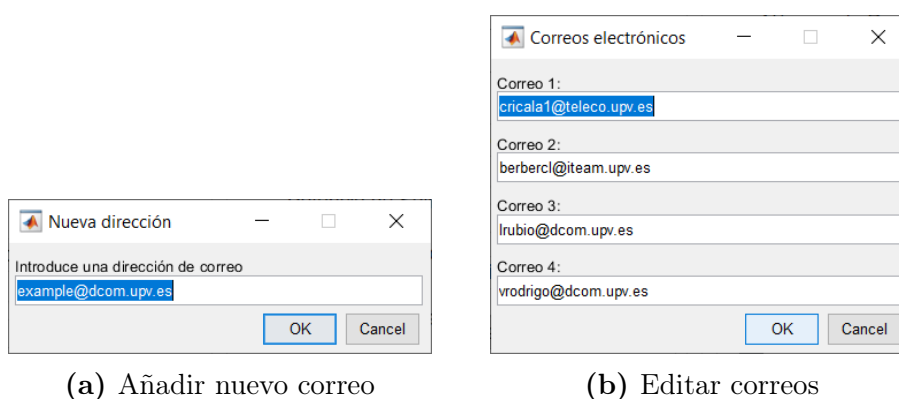 Nueva dirección
Introduce una dirección de correo
example@dcom.upv.es
OK Cancel
(a) Añadir nuevo correo
Correos electrónicos
Correo 1:
cricala1@teleco.upv.es
Correo 2:
berbercl@iteam.upv.es
Correo 3:
lrubio@dcom.upv.es
Correo 4:
vrodrigo@dcom.upv.es
OK Cancel
(b) Editar correos